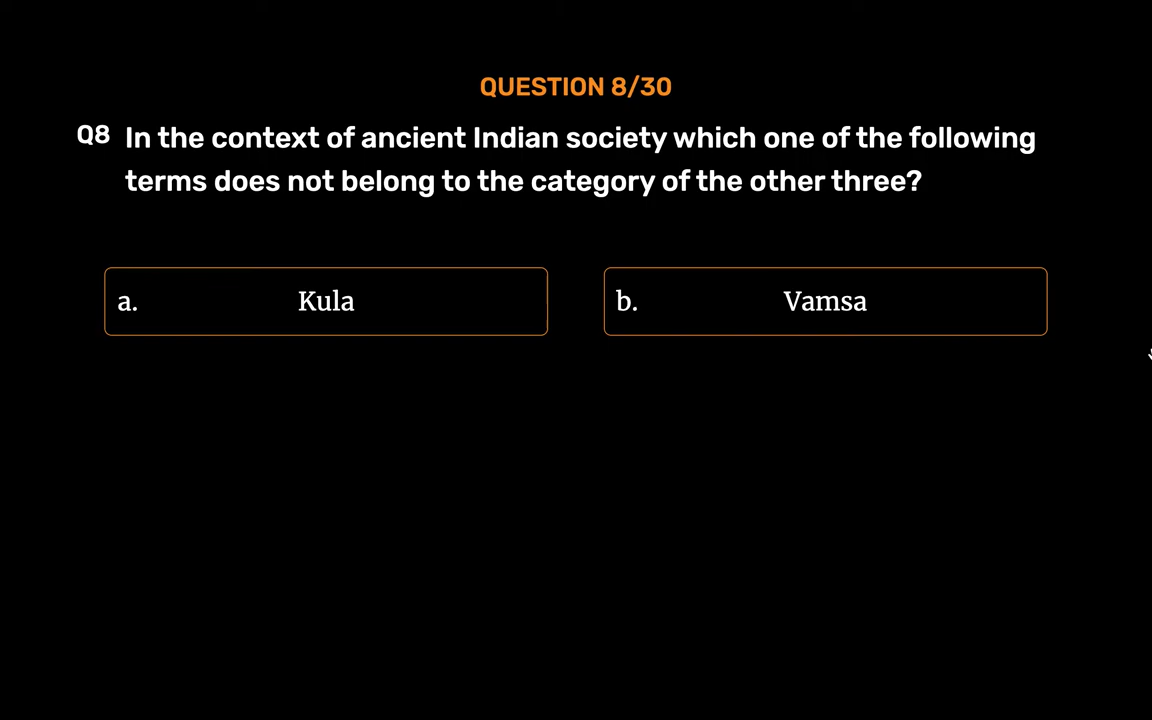 QUESTION 8/30
Q8 In the context of ancient Indian society which one of the following
terms does not belong to the category of the other three?
a. Kula
b. Vamsa